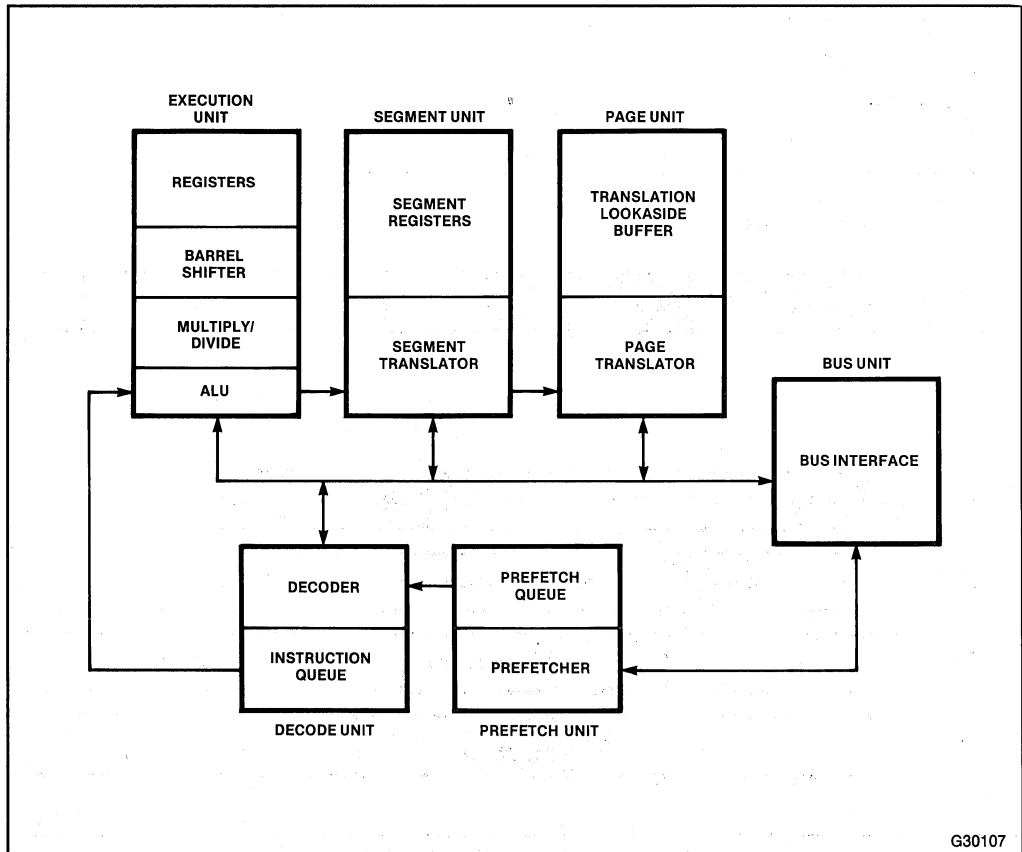 EXECUTION
UNIT
SEGMENT UNIT
PAGE UNIT
REGISTERS
BARREL
SHIFTER
MULTIPLY/
DIVIDE
ALU
SEGMENT
REGISTERS
SEGMENT
TRANSLATOR
TRANSLATION
LOOKASIDE
BUFFER
PAGE
TRANSLATOR
BUS UNIT
BUS INTERFACE
DECODER
INSTRUCTION
QUEUE
DECODE UNIT
PREFETCH
QUEUE
PREFETCHER
PREFETCH UNIT
G30107